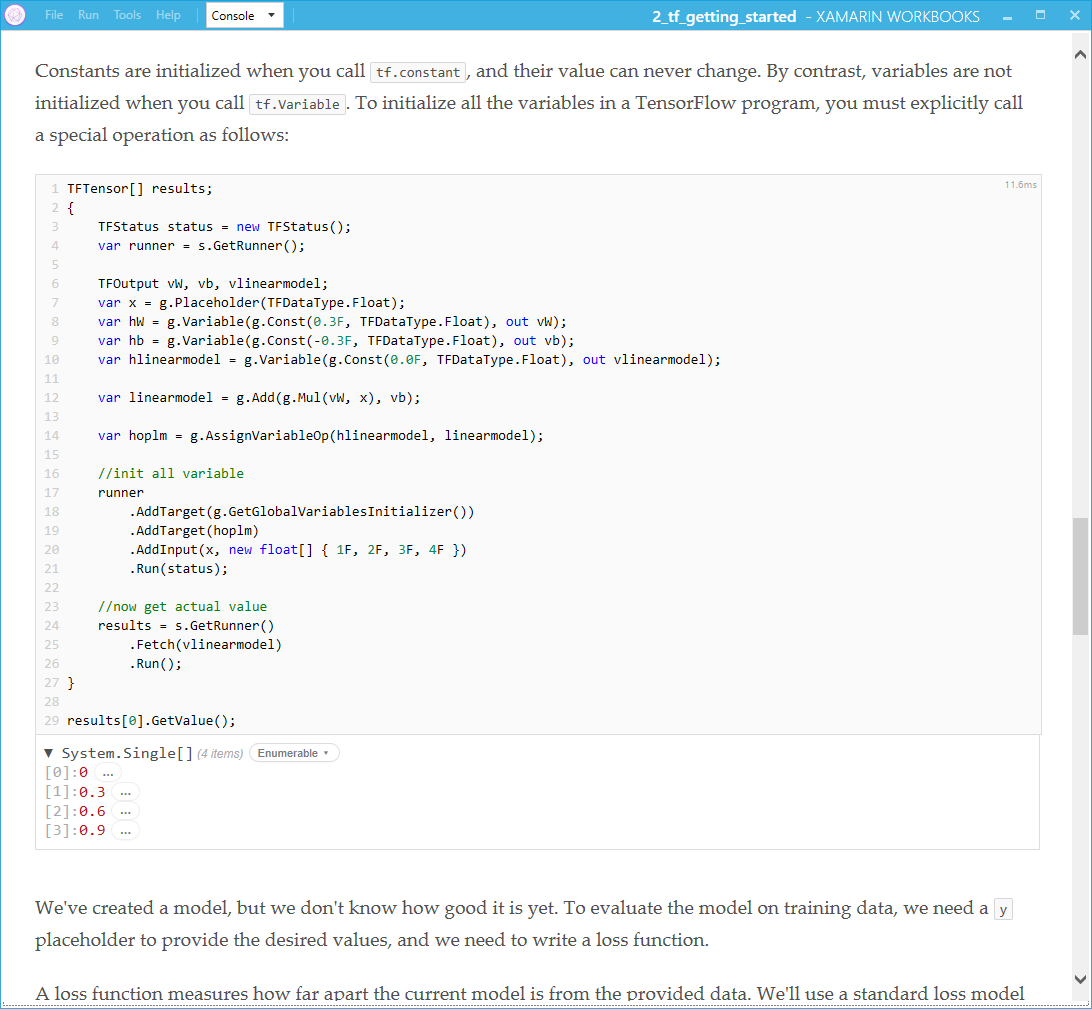 File Run Tools Help Console 2_tf_getting_started - XAMARIN WORKBOOKS
Constants are initialized when you call tf.constant, and their value can never change. By contrast, variables are not
initialized when you call tf.Variable. To initialize all the variables in a TensorFlow program, you must explicitly call
a special operation as follows:
11.6ms
1 TFTensor[] results;
2 {
3     TFStatus status = new TFStatus();
4     var runner = s.GetRunner();
5
6     TFOutput vW, vb, vlinearmodel;
7     var x = g.Placeholder(TFDataType.Float);
8     var hW = g.Variable(g.Const(0.3F, TFDataType.Float), out vW);
9     var hb = g.Variable(g.Const(-0.3F, TFDataType.Float), out vb);
10     var hlinearmodel = g.Variable(g.Const(0.0F, TFDataType.Float), out vlinearmodel);
11
12     var linearmodel = g.Add(g.Mul(vW, x), vb);
13
14     var hoplm = g.AssignVariableOp(hlinearmodel, linearmodel);
15
16     //init all variable
17     runner
18         .AddTarget(g.GetGlobalVariablesInitializer())
19         .AddTarget(hoplm)
20         .AddInput(x, new float[] { 1F, 2F, 3F, 4F })
21         .Run(status);
22
23     //now get actual value
24     results = s.GetRunner()
25         .Fetch(vlinearmodel)
26         .Run();
27 }
28
29 results[0].GetValue();
▼ System.Single[] (4 items) Enumerable ▼
[0]:0 ...
[1]:0.3 ...
[2]:0.6 ...
[3]:0.9 ...
We've created a model, but we don't know how good it is yet. To evaluate the model on training data, we need a y
placeholder to provide the desired values, and we need to write a loss function.
A loss function measures how far apart the current model is from the provided data. We'll use a standard loss model